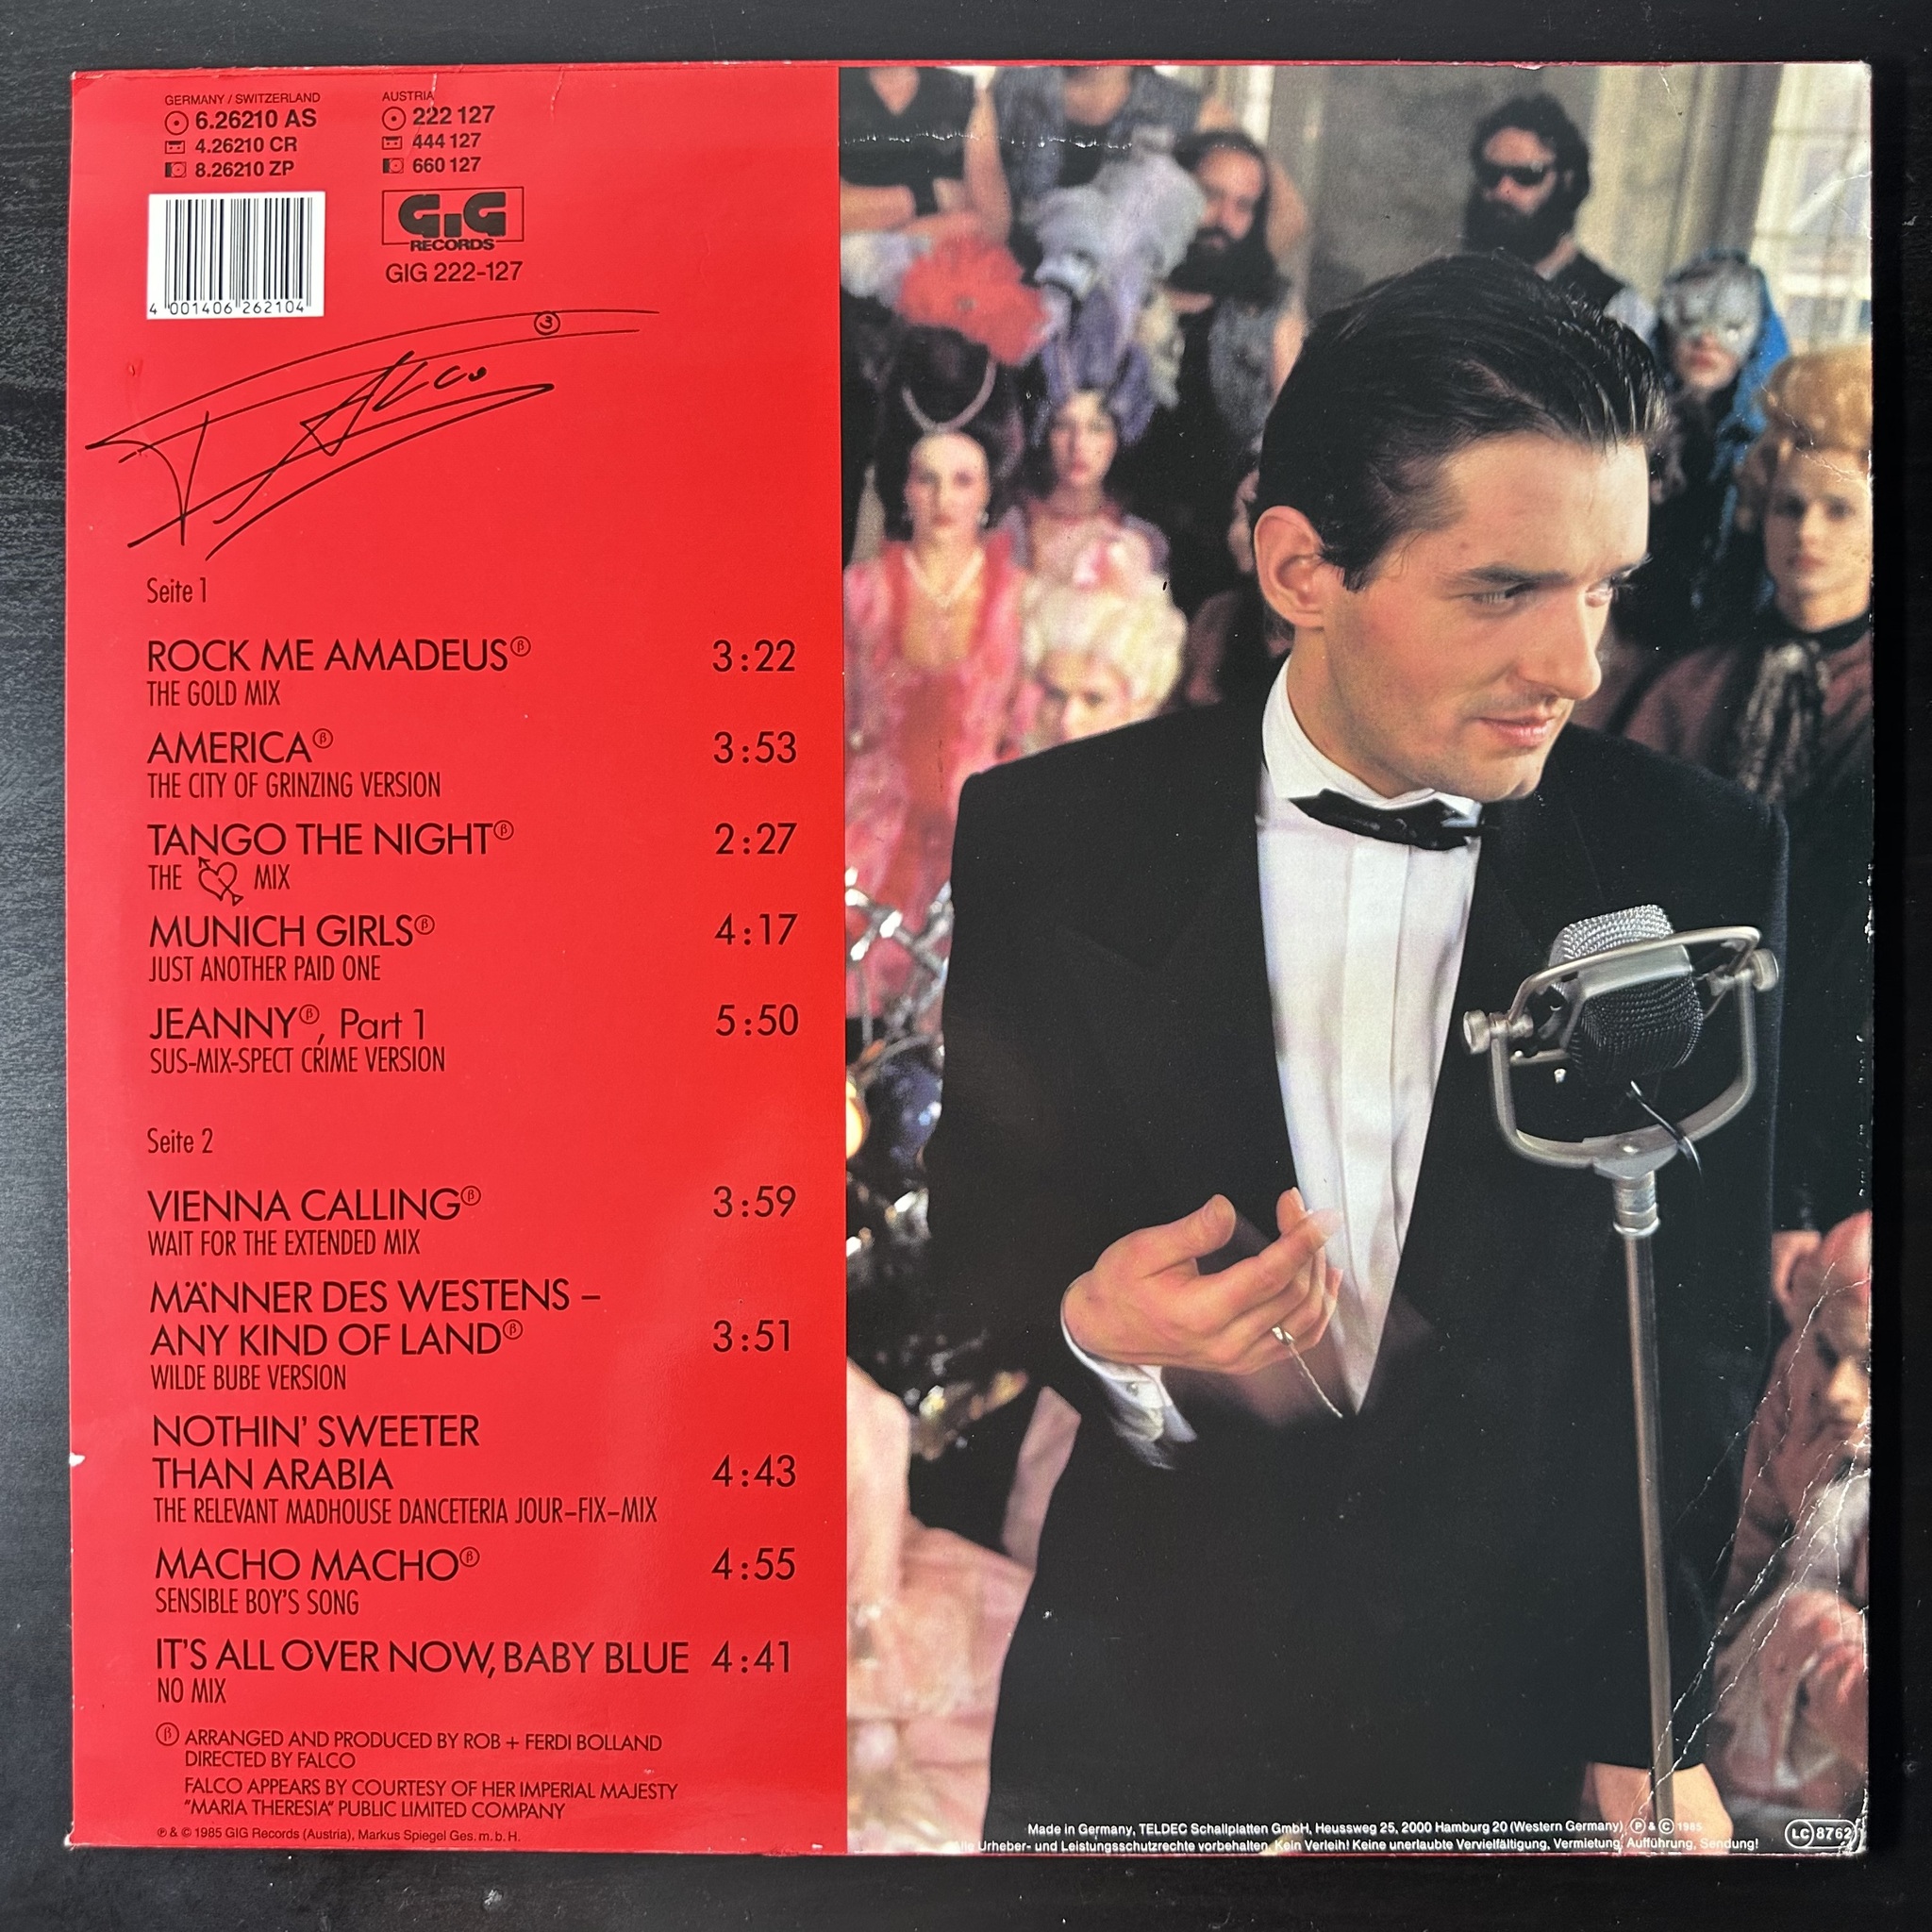 GERMANY / SWITZERLAND
6.26210 AS
4.26210 CR
8.26210 ZP
AUSTRIA
222 127
444 127
660 127
GiG
RECORDS
GIG 222-127
4 001406 262104
3
FALCO
Seite 1
ROCK ME AMADEUS ⓑ 3:22
THE GOLD MIX
AMERICA ⓑ 3:53
THE CITY OF GRINZING VERSION
TANGO THE NIGHT ⓑ 2:27
THE MIX
MUNICH GIRLS ⓑ 4:17
JUST ANOTHER PAID ONE
JEANNY ⓑ, Part 1 5:50
SUS-MIX-SPECT CRIME VERSION
Seite 2
VIENNA CALLING ⓑ 3:59
WAIT FOR THE EXTENDED MIX
MÄNNER DES WESTENS –
ANY KIND OF LAND ⓑ 3:51
WILDE BUBE VERSION
NOTHIN' SWEETER
THAN ARABIA 4:43
THE RELEVANT MADHOUSE DANCETERIA JOUR–FIX–MIX
MACHO MACHO ⓑ 4:55
SENSIBLE BOY'S SONG
IT'S ALL OVER NOW, BABY BLUE 4:41
NO MIX
ⓑ ARRANGED AND PRODUCED BY ROB + FERDI BOLLAND
DIRECTED BY FALCO
FALCO APPEARS BY COURTESY OF HER IMPERIAL MAJESTY
"MARIA THERESIA" PUBLIC LIMITED COMPANY
℗ & © 1985 GIG Records (Austria), Markus Spiegel Ges. m. b. H.
Made in Germany, TELDEC Schallplatten GmbH, Heussweg 25, 2000 Hamburg 20 (Western Germany) ℗ & © 1985
Alle Urheber- und Leistungsschutzrechte vorbehalten. Kein Verleih! Keine unerlaubte Vervielfältigung, Vermietung, Aufführung, Sendung!
LC 8762